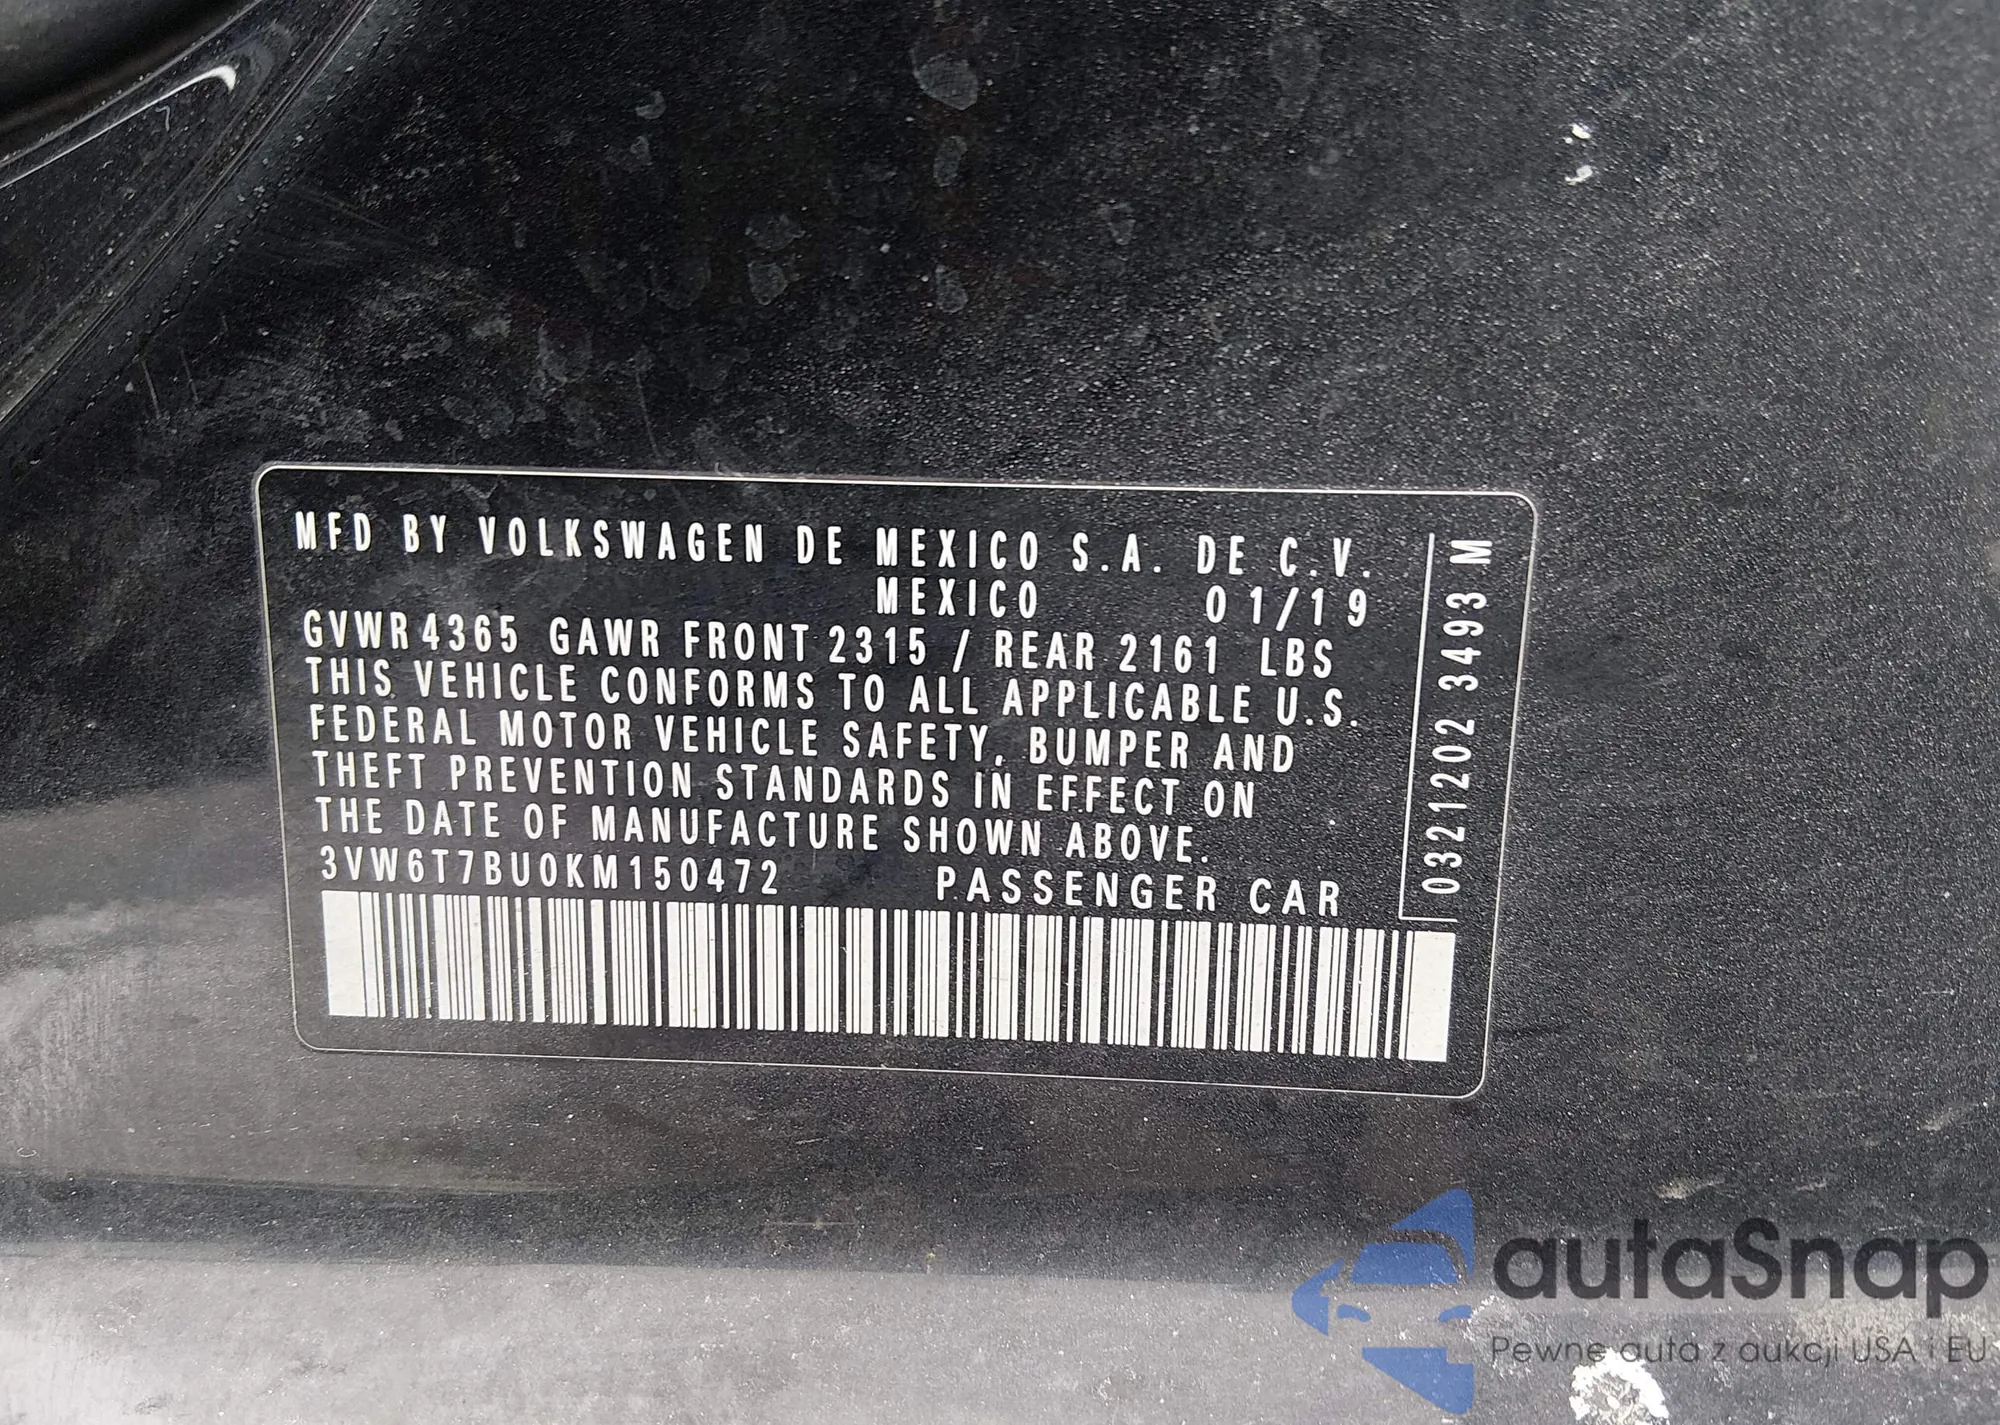 MFD BY VOLKSWAGEN DE MEXICO S.A. DE C.V.
MEXICO 01/19
GVWR 4365 GAWR FRONT 2315 / REAR 2161 LBS
THIS VEHICLE CONFORMS TO ALL APPLICABLE U.S.
FEDERAL MOTOR VEHICLE SAFETY, BUMPER AND
THEFT PREVENTION STANDARDS IN EFFECT ON
THE DATE OF MANUFACTURE SHOWN ABOVE.
3VW6T7BU0KM150472 PASSENGER CAR
0321202 3493 M
autaSnap
Pewne auta z aukcji USA i EU